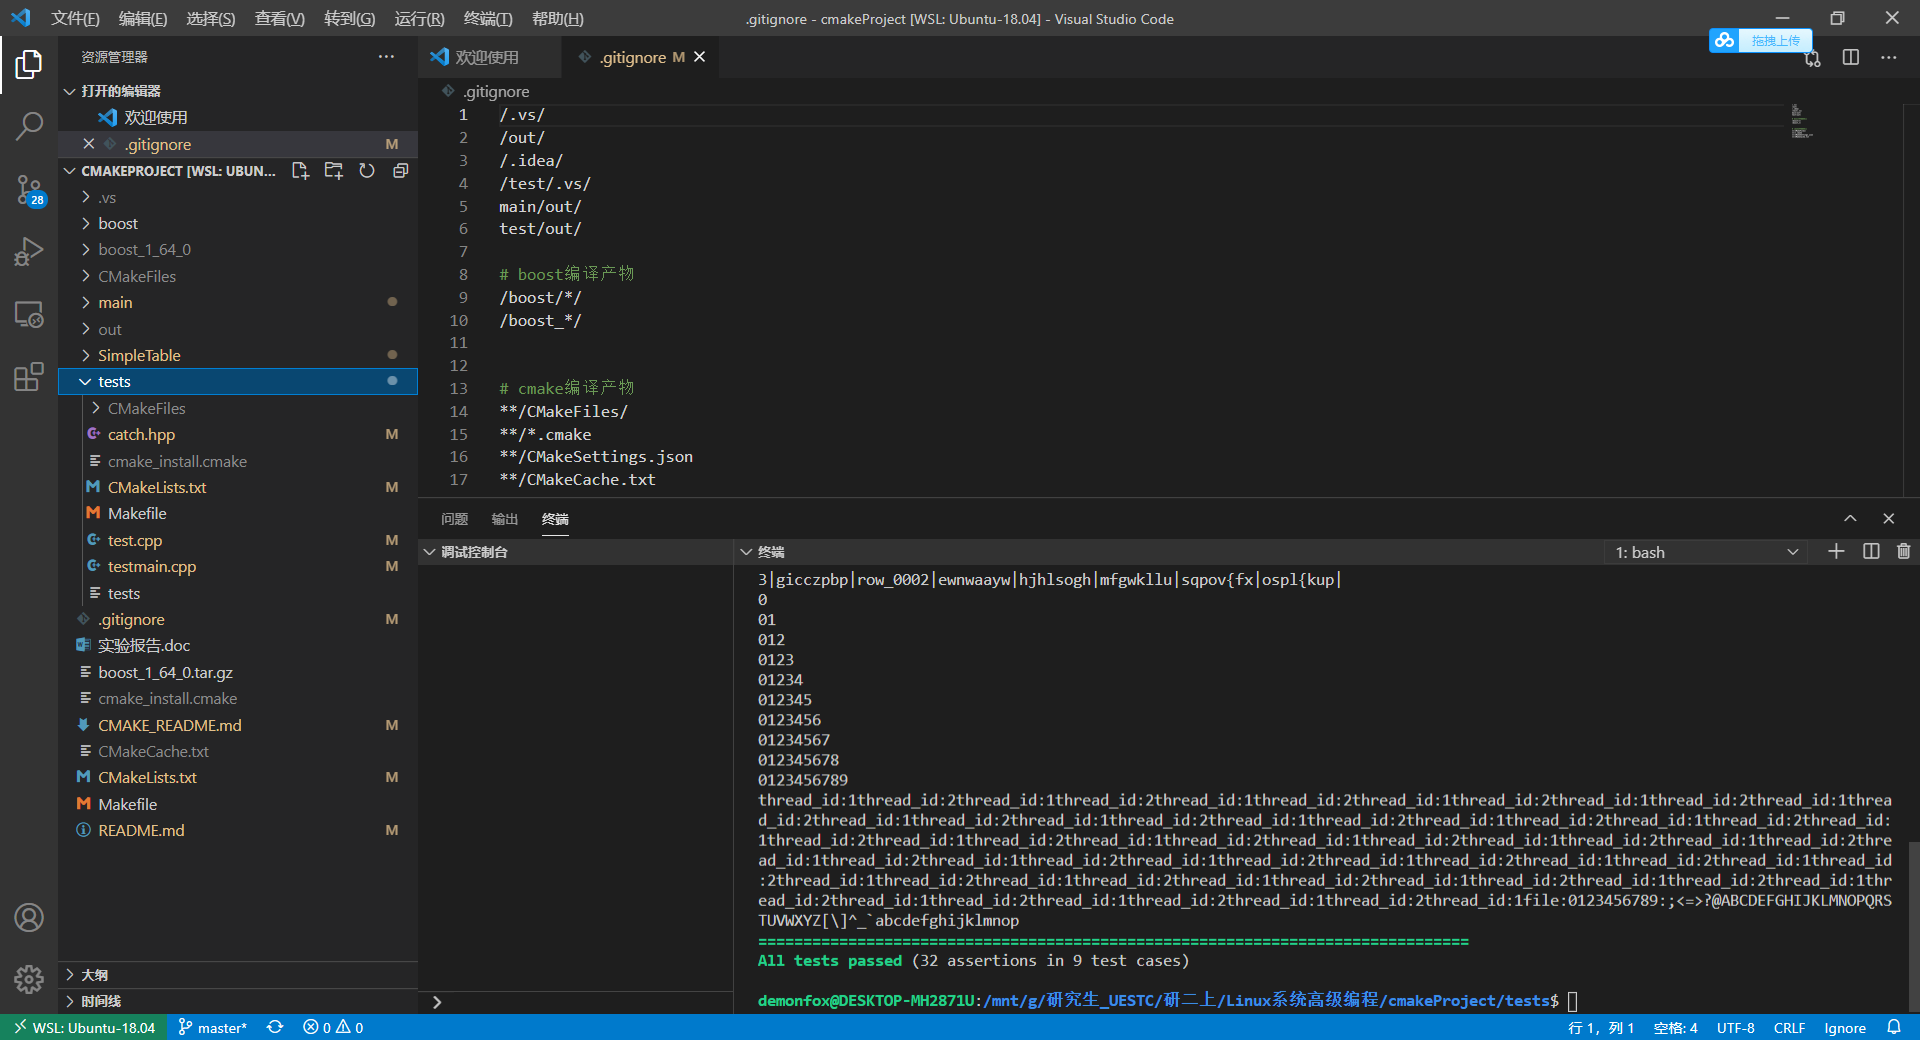 文件(F) 编辑(E) 选择(S) 查看(V) 转到(G) 运行(R) 终端(T) 帮助(H) .gitignore - cmakeProject [WSL: Ubuntu-18.04] - Visual Studio Code
拖拽上传
资源管理器
打开的编辑器
欢迎使用
.gitignore M
CMAKEPROJECT [WSL: UBUN...
.vs
boost
boost_1_64_0
CMakeFiles
main
out
SimpleTable
tests
CMakeFiles
catch.hpp M
cmake_install.cmake
CMakeLists.txt M
Makefile
test.cpp M
testmain.cpp M
tests
.gitignore M
实验报告.doc
boost_1_64_0.tar.gz
cmake_install.cmake
CMAKE_README.md M
CMakeCache.txt
CMakeLists.txt M
Makefile
README.md M
大纲
时间线
28
欢迎使用 .gitignore M
.gitignore
1 /.vs/
2 /out/
3 /.idea/
4 /test/.vs/
5 main/out/
6 test/out/
7
8 # boost编译产物
9 /boost/*/
10 /boost_*/
11
12
13 # cmake编译产物
14 **/CMakeFiles/
15 **/*.cmake
16 **/CMakeSettings.json
17 **/CMakeCache.txt
问题 输出 终端
调试控制台
终端 1: bash
3|gicczpbp|row_0002|ewnwaayw|hjhlsogh|mfgwkllu|sqpov{fx|ospl{kup|
0
01
012
0123
01234
012345
0123456
01234567
012345678
0123456789
thread_id:1thread_id:2thread_id:1thread_id:2thread_id:1thread_id:2thread_id:1thread_id:2thread_id:1thread_id:2thread_id:1threa
d_id:2thread_id:1thread_id:2thread_id:1thread_id:2thread_id:1thread_id:2thread_id:1thread_id:2thread_id:1thread_id:2thread_id:
1thread_id:2thread_id:1thread_id:2thread_id:1thread_id:2thread_id:1thread_id:2thread_id:1thread_id:2thread_id:1thread_id:2thre
ad_id:1thread_id:2thread_id:1thread_id:2thread_id:1thread_id:2thread_id:1thread_id:2thread_id:1thread_id:2thread_id:1thread_id
:2thread_id:1thread_id:2thread_id:1thread_id:2thread_id:1thread_id:2thread_id:1thread_id:2thread_id:1thread_id:2thread_id:1thr
ead_id:2thread_id:1thread_id:2thread_id:1thread_id:2thread_id:1thread_id:2thread_id:1file:0123456789:;<=>?@ABCDEFGHIJKLMNOPQRS
TUVWXYZ[\]^_`abcdefghijklmnop
===============================================================================
All tests passed (32 assertions in 9 test cases)
demonfox@DESKTOP-MH2871U:/mnt/g/研究生_UESTC/研二上/Linux系统高级编程/cmakeProject/tests$
WSL: Ubuntu-18.04 master* 0 0 行 1，列 1 空格: 4 UTF-8 CRLF Ignore